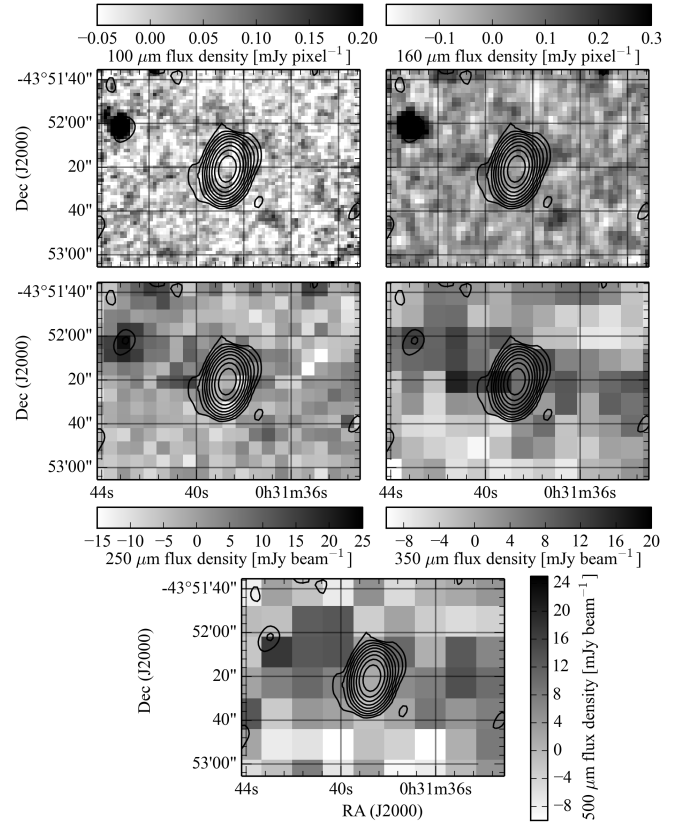 −0.05 0.00 0.05 0.10 0.15 0.20
100 μm flux density [mJy pixel⁻¹]
−0.1 0.0 0.1 0.2 0.3
160 μm flux density [mJy pixel⁻¹]
-43°51'40"
52'00"
20"
40"
53'00"
Dec (J2000)
-43°51'40"
52'00"
20"
40"
53'00"
Dec (J2000)
44s 40s 0h31m36s
44s 40s 0h31m36s
−15 −10 −5 0 5 10 15 20 25
250 μm flux density [mJy beam⁻¹]
−8 −4 0 4 8 12 16 20
350 μm flux density [mJy beam⁻¹]
-43°51'40"
52'00"
20"
40"
53'00"
Dec (J2000)
44s 40s 0h31m36s
RA (J2000)
24
20
16
12
8
4
0
−4
−8
500 μm flux density [mJy beam⁻¹]